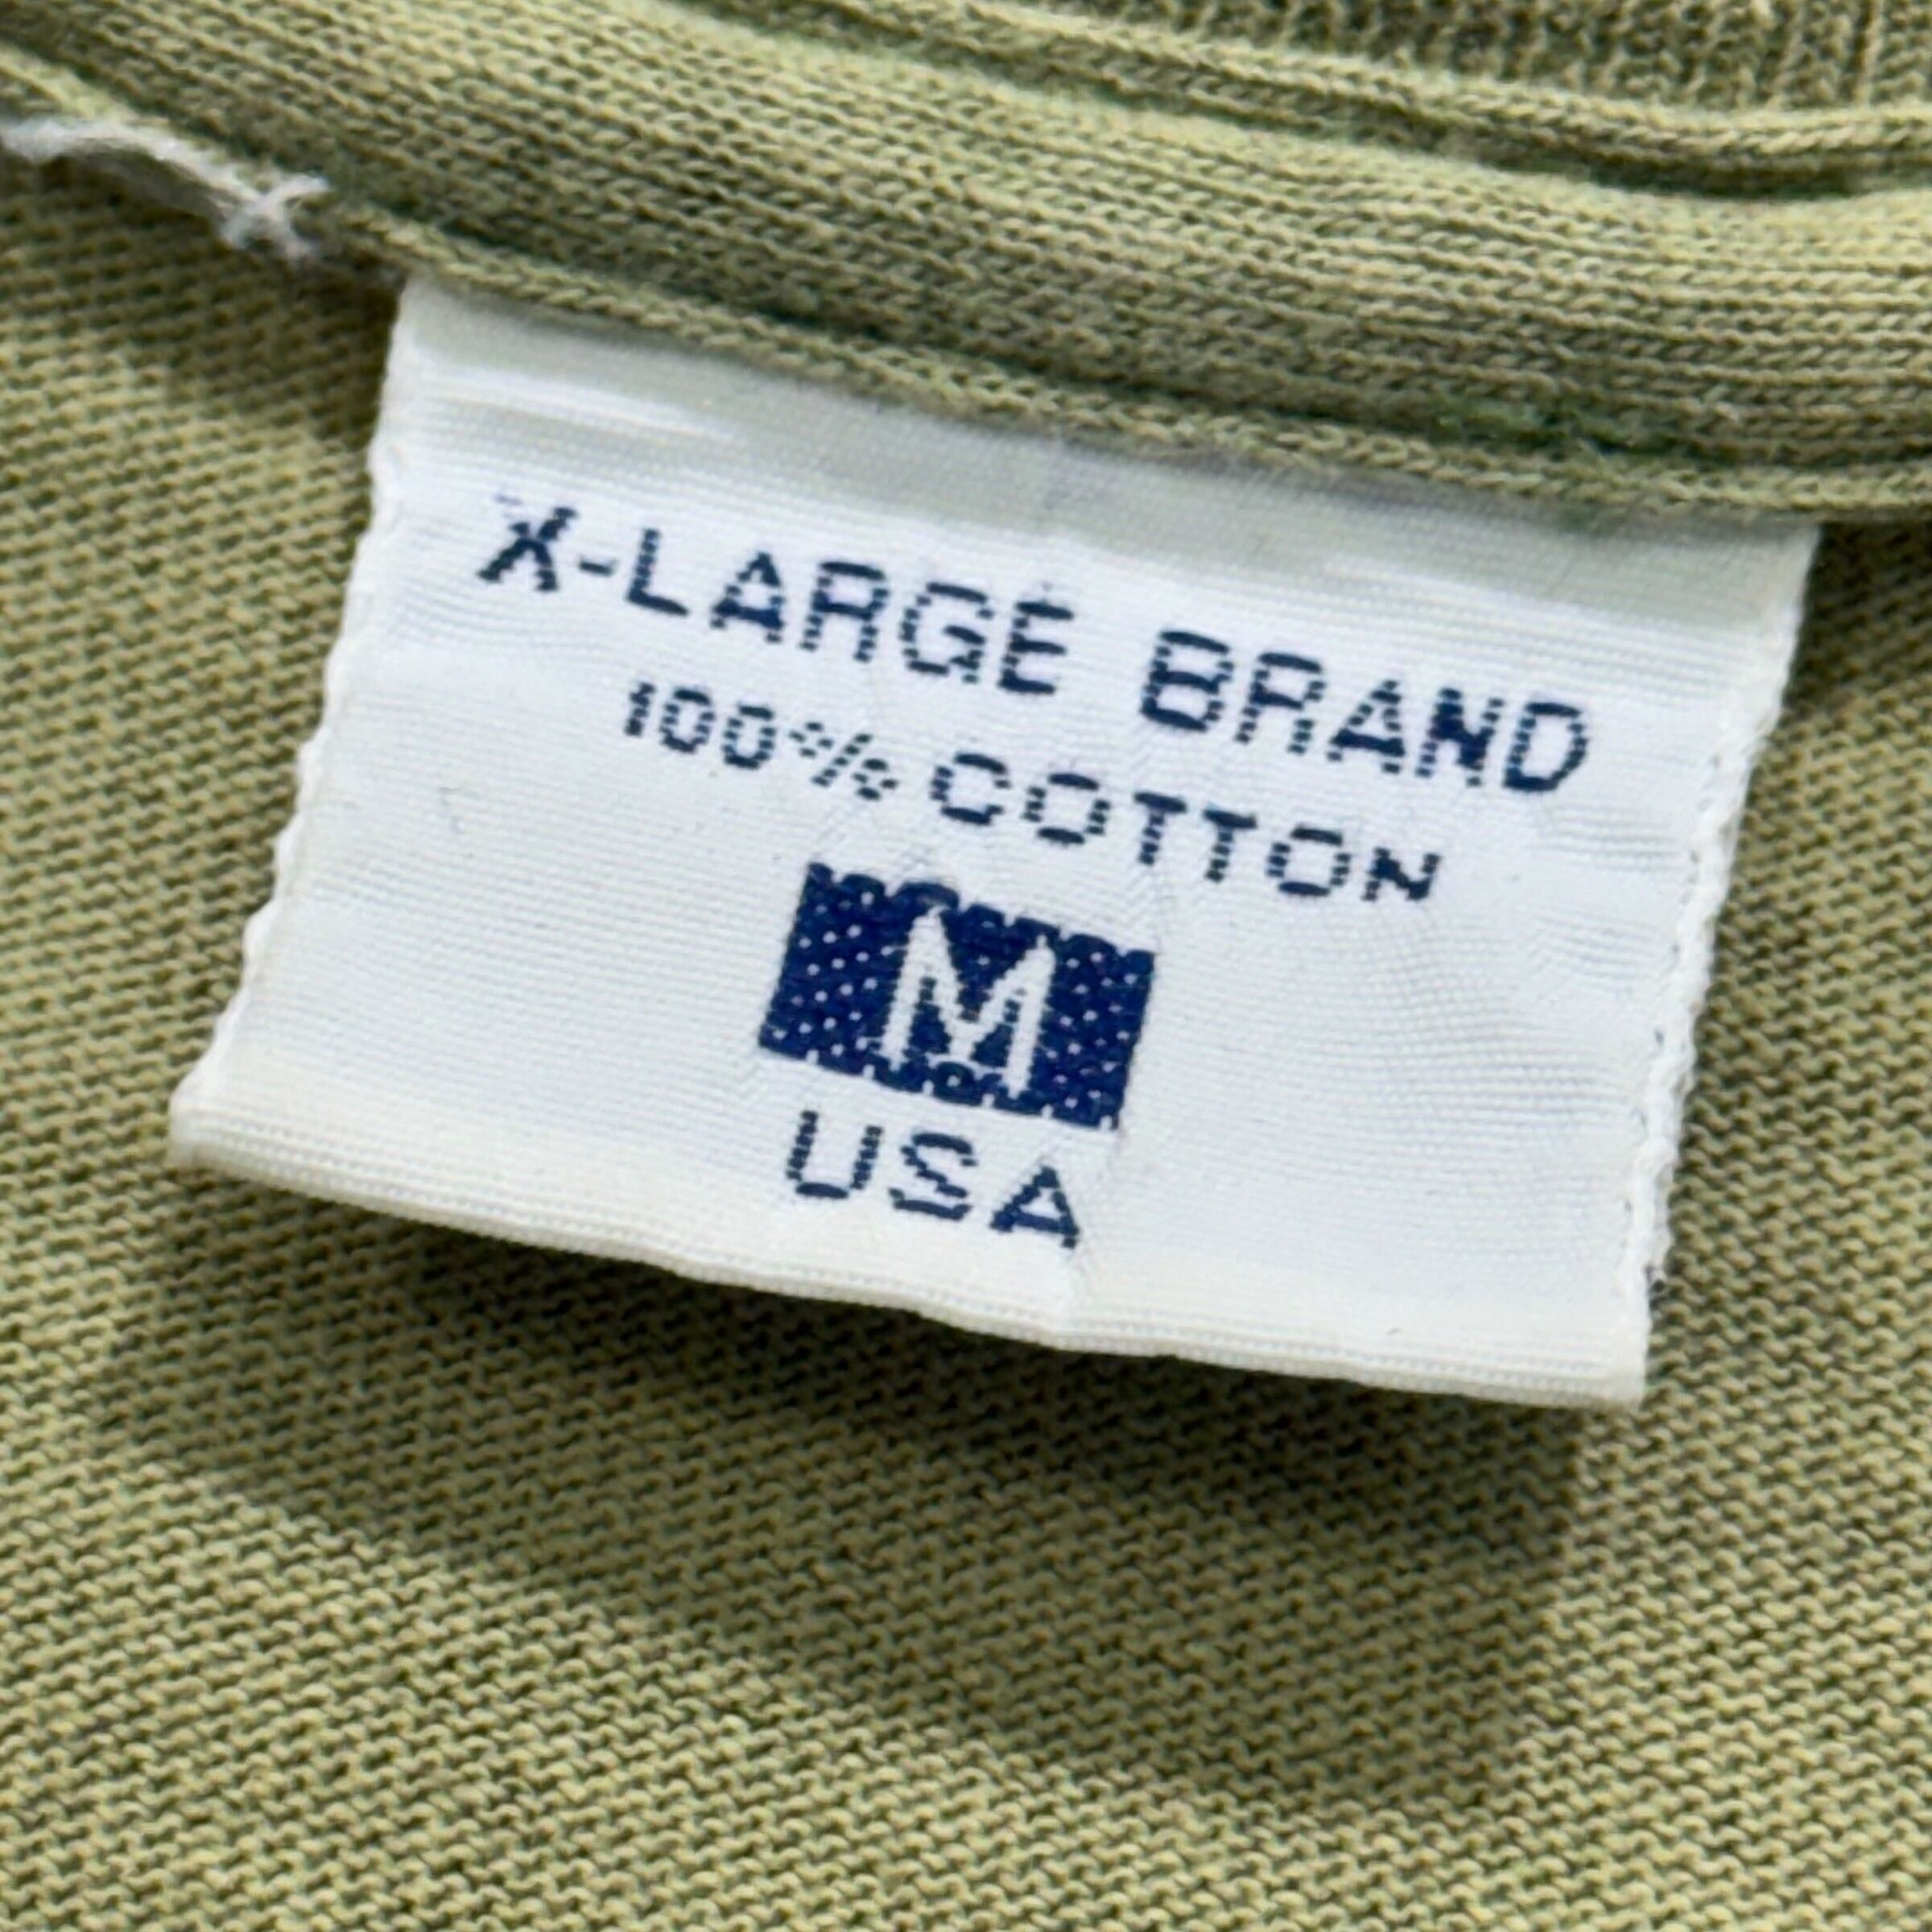 X-LARGE BRAND
100% COTTON
M
USA